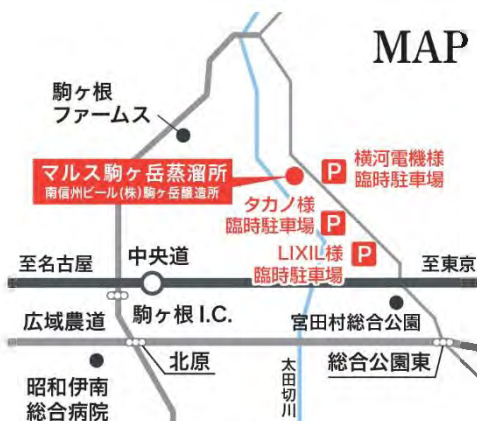 MAP
駒ヶ根
ファームス
マルス駒ヶ岳蒸溜所
南信州ビール(株)駒ヶ岳醸造所
P 横河電機様
臨時駐車場
タカノ様
臨時駐車場 P
LIXIL様
臨時駐車場 P
至名古屋
中央道
至東京
駒ヶ根 I.C.
宮田村総合公園
広域農道
北原
総合公園東
昭和伊南
総合病院
太田切川